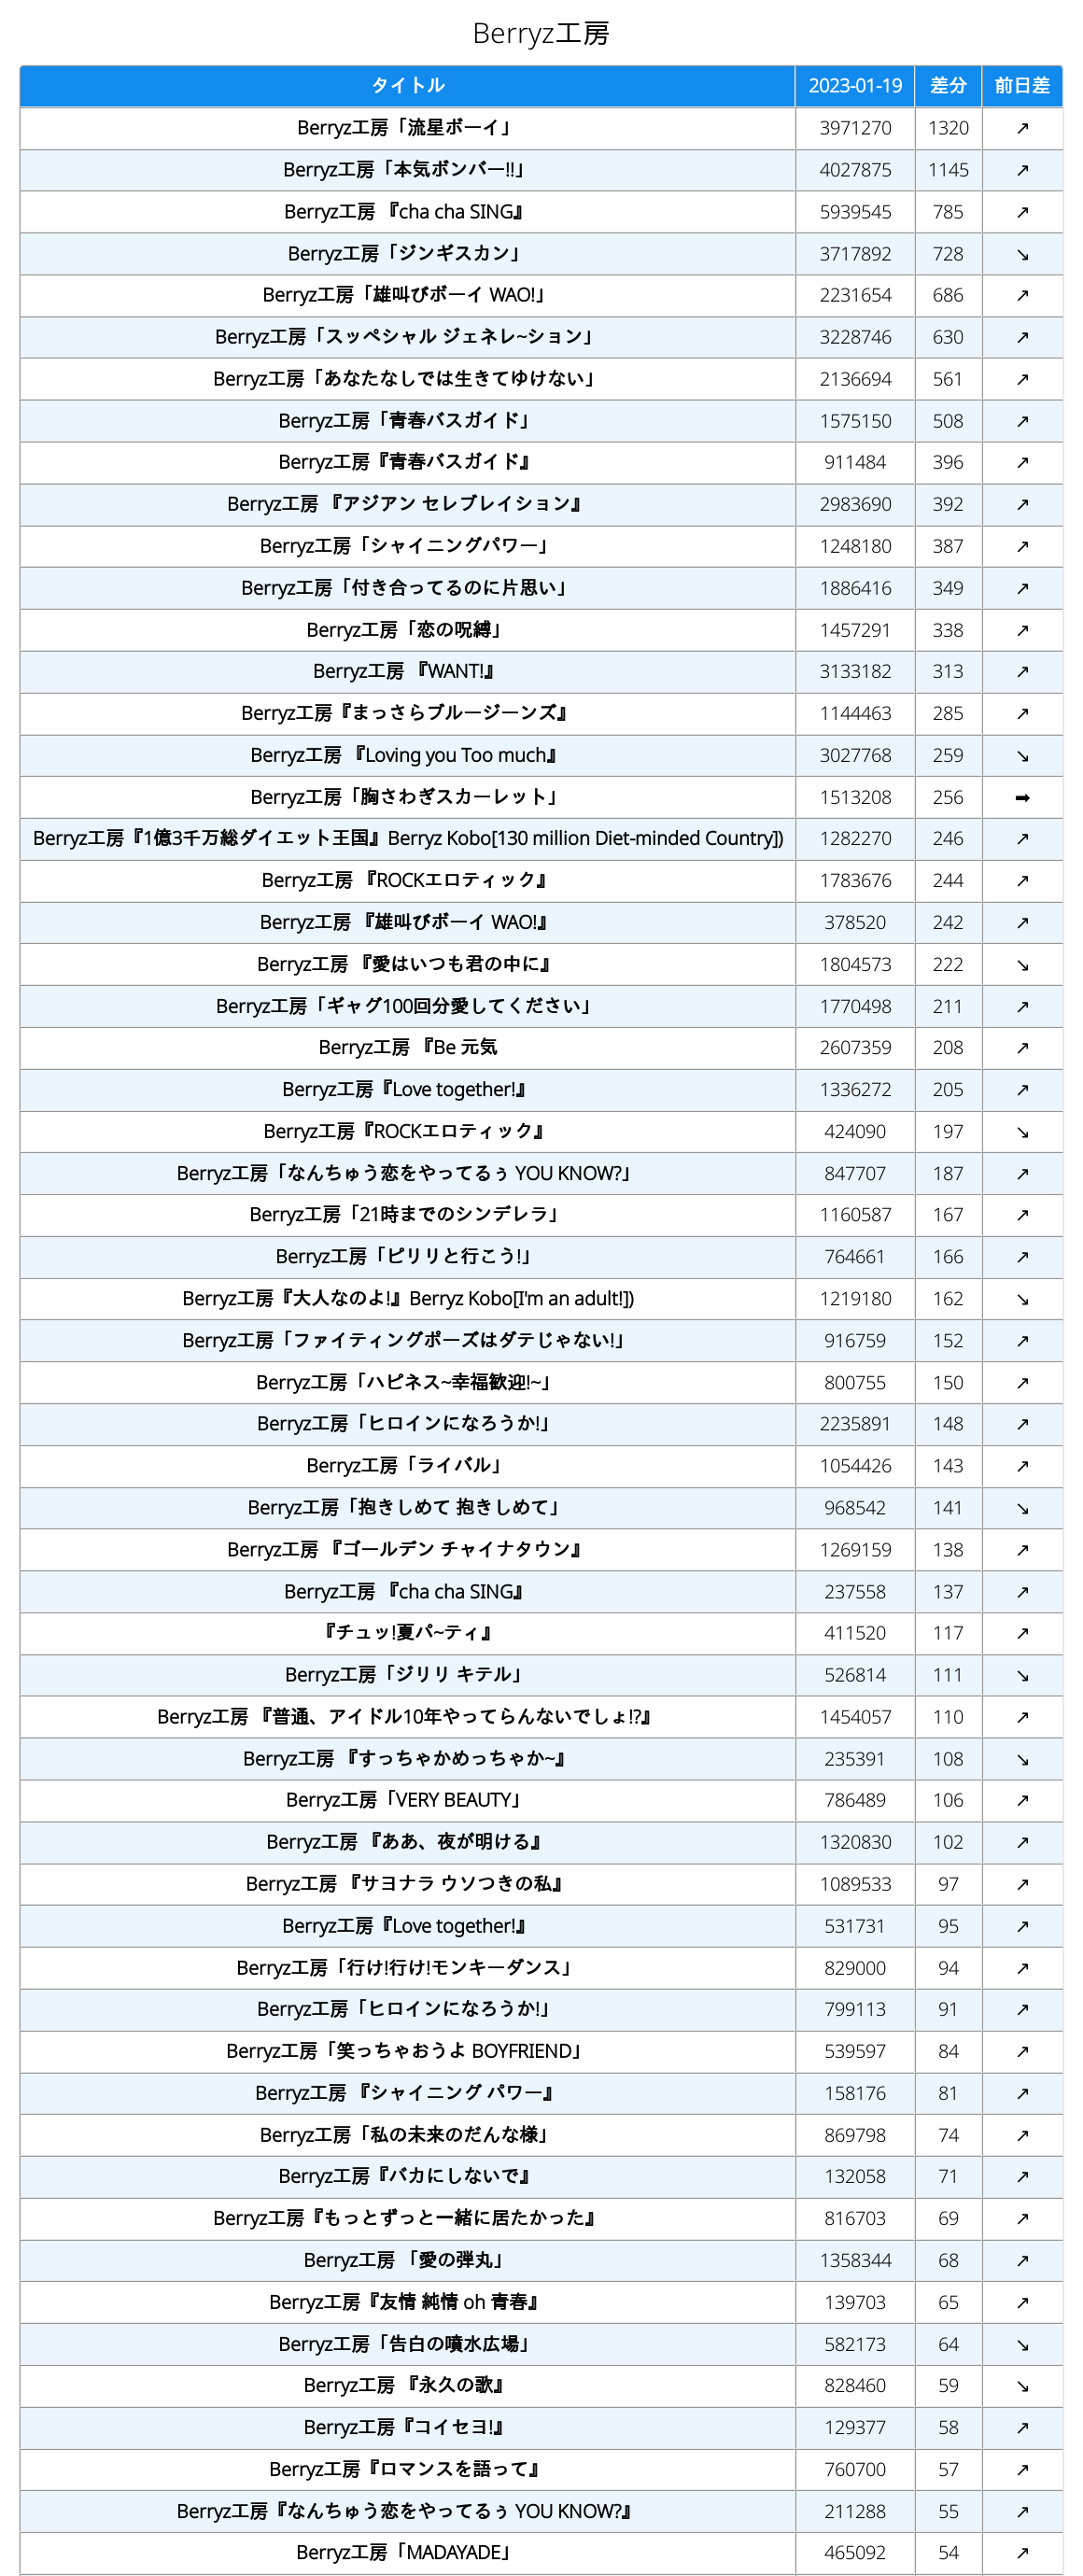 Berryz工房
タイトル 2023-01-19 差分 前日差
Berryz工房「流星ボーイ」 3971270 1320 ↗
Berryz工房「本気ボンバー!!」 4027875 1145 ↗
Berryz工房 『cha cha SING』 5939545 785 ↗
Berryz工房「ジンギスカン」 3717892 728 ↘
Berryz工房「雄叫びボーイ WAO!」 2231654 686 ↗
Berryz工房「スッペシャル ジェネレ~ション」 3228746 630 ↗
Berryz工房「あなたなしでは生きてゆけない」 2136694 561 ↗
Berryz工房「青春バスガイド」 1575150 508 ↗
Berryz工房『青春バスガイド』 911484 396 ↗
Berryz工房 『アジアン セレブレイション』 2983690 392 ↗
Berryz工房「シャイニングパワー」 1248180 387 ↗
Berryz工房「付き合ってるのに片思い」 1886416 349 ↗
Berryz工房「恋の呪縛」 1457291 338 ↗
Berryz工房 『WANT!』 3133182 313 ↗
Berryz工房『まっさらブルージーンズ』 1144463 285 ↗
Berryz工房 『Loving you Too much』 3027768 259 ↘
Berryz工房「胸さわぎスカーレット」 1513208 256 ➡
Berryz工房『1億3千万総ダイエット王国』Berryz Kobo[130 million Diet-minded Country]) 1282270 246 ↗
Berryz工房 『ROCKエロティック』 1783676 244 ↗
Berryz工房 『雄叫びボーイ WAO!』 378520 242 ↗
Berryz工房 『愛はいつも君の中に』 1804573 222 ↘
Berryz工房「ギャグ100回分愛してください」 1770498 211 ↗
Berryz工房 『Be 元気 2607359 208 ↗
Berryz工房『Love together!』 1336272 205 ↗
Berryz工房『ROCKエロティック』 424090 197 ↘
Berryz工房「なんちゅう恋をやってるぅ YOU KNOW?」 847707 187 ↗
Berryz工房「21時までのシンデレラ」 1160587 167 ↗
Berryz工房「ピリリと行こう!」 764661 166 ↗
Berryz工房『大人なのよ!』Berryz Kobo[I'm an adult!]) 1219180 162 ↘
Berryz工房「ファイティングポーズはダテじゃない!」 916759 152 ↗
Berryz工房「ハピネス~幸福歓迎!~」 800755 150 ↗
Berryz工房「ヒロインになろうか!」 2235891 148 ↗
Berryz工房「ライバル」 1054426 143 ↗
Berryz工房「抱きしめて 抱きしめて」 968542 141 ↘
Berryz工房 『ゴールデン チャイナタウン』 1269159 138 ↗
Berryz工房 『cha cha SING』 237558 137 ↗
『チュッ!夏パ~ティ』 411520 117 ↗
Berryz工房「ジリリ キテル」 526814 111 ↘
Berryz工房 『普通、アイドル10年やってらんないでしょ!?』 1454057 110 ↗
Berryz工房 『すっちゃかめっちゃか~』 235391 108 ↘
Berryz工房「VERY BEAUTY」 786489 106 ↗
Berryz工房 『ああ、夜が明ける』 1320830 102 ↗
Berryz工房 『サヨナラ ウソつきの私』 1089533 97 ↗
Berryz工房『Love together!』 531731 95 ↗
Berryz工房「行け!行け!モンキーダンス」 829000 94 ↗
Berryz工房「ヒロインになろうか!」 799113 91 ↗
Berryz工房「笑っちゃおうよ BOYFRIEND」 539597 84 ↗
Berryz工房 『シャイニング パワー』 158176 81 ↗
Berryz工房「私の未来のだんな様」 869798 74 ↗
Berryz工房『バカにしないで』 132058 71 ↗
Berryz工房『もっとずっと一緒に居たかった』 816703 69 ↗
Berryz工房 「愛の弾丸」 1358344 68 ↗
Berryz工房『友情 純情 oh 青春』 139703 65 ↗
Berryz工房「告白の噴水広場」 582173 64 ↘
Berryz工房 『永久の歌』 828460 59 ↘
Berryz工房『コイセヨ!』 129377 58 ↗
Berryz工房『ロマンスを語って』 760700 57 ↗
Berryz工房『なんちゅう恋をやってるぅ YOU KNOW?』 211288 55 ↗
Berryz工房「MADAYADE」 465092 54 ↗